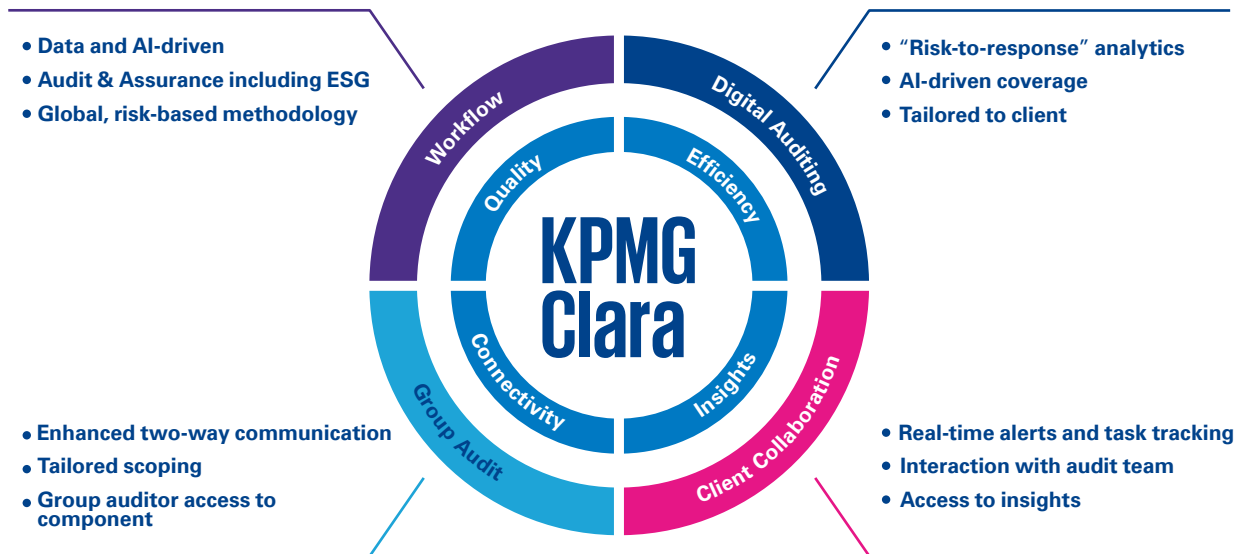 • Data and AI-driven
• Audit & Assurance including ESG
• Global, risk-based methodology
• “Risk-to-response” analytics
• AI-driven coverage
• Tailored to client
Workflow
Digital Auditing
Quality
Efficiency
KPMG
Clara
Connectivity
Insights
Group Audit
Client Collaboration
• Enhanced two-way communication
• Tailored scoping
• Group auditor access to
component
• Real-time alerts and task tracking
• Interaction with audit team
• Access to insights